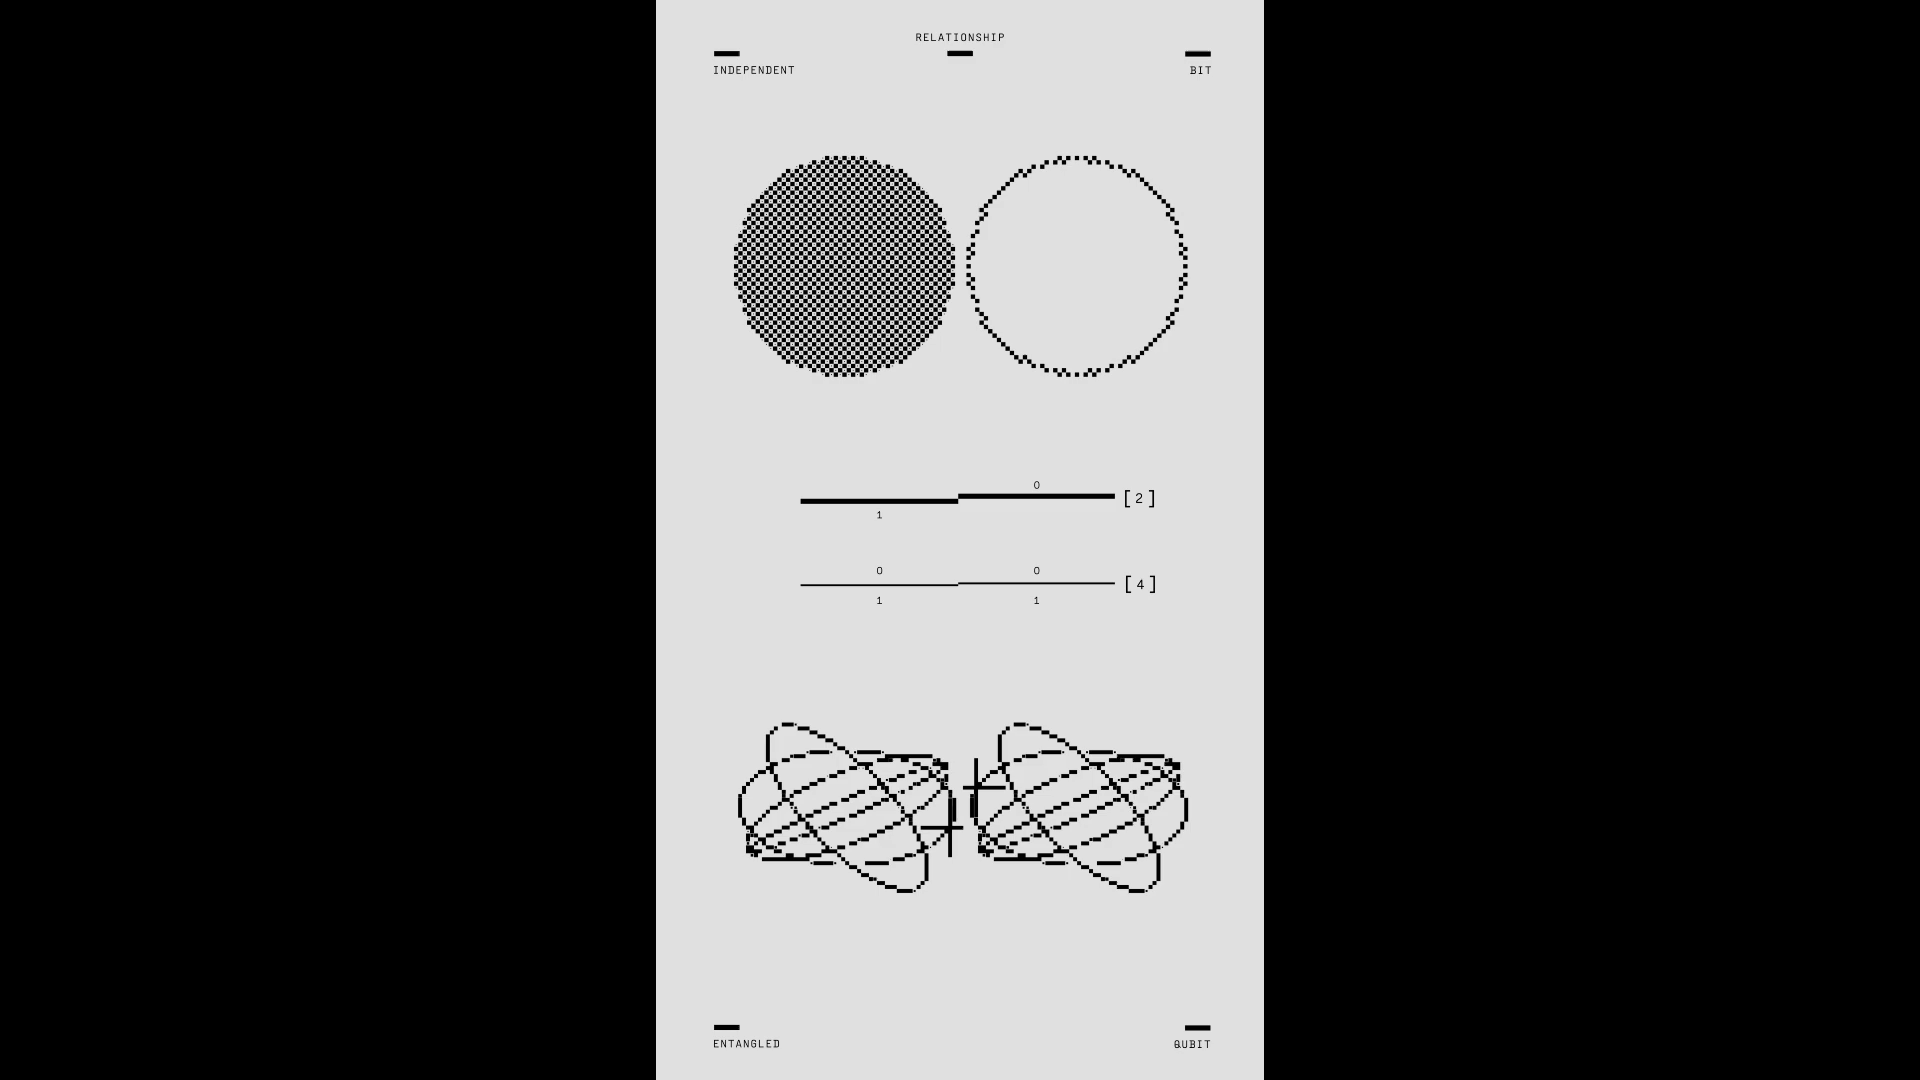 RELATIONSHIP
INDEPENDENT
BIT
0
[2]
1
0 0
[4]
1 1
ENTANGLED
QUBIT